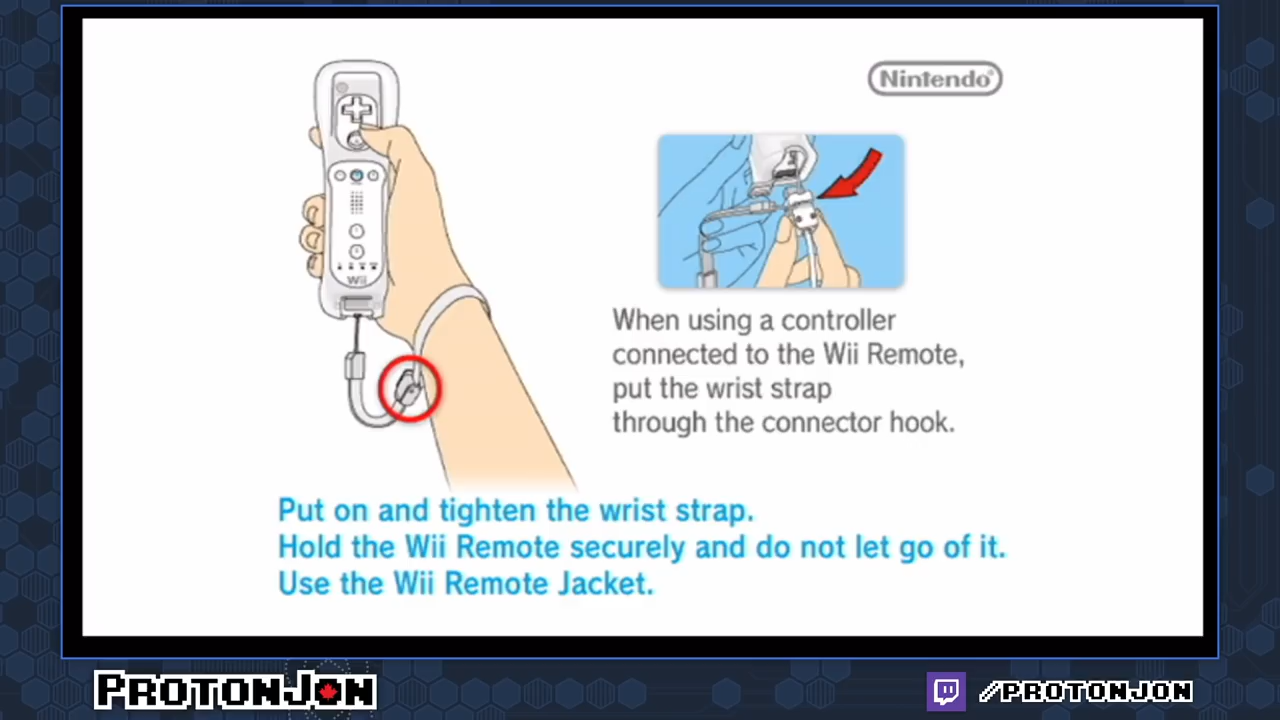 Nintendo®
Wii
When using a controller
connected to the Wii Remote,
put the wrist strap
through the connector hook.
Put on and tighten the wrist strap.
Hold the Wii Remote securely and do not let go of it.
Use the Wii Remote Jacket.
PROTONJON
/PROTONJON